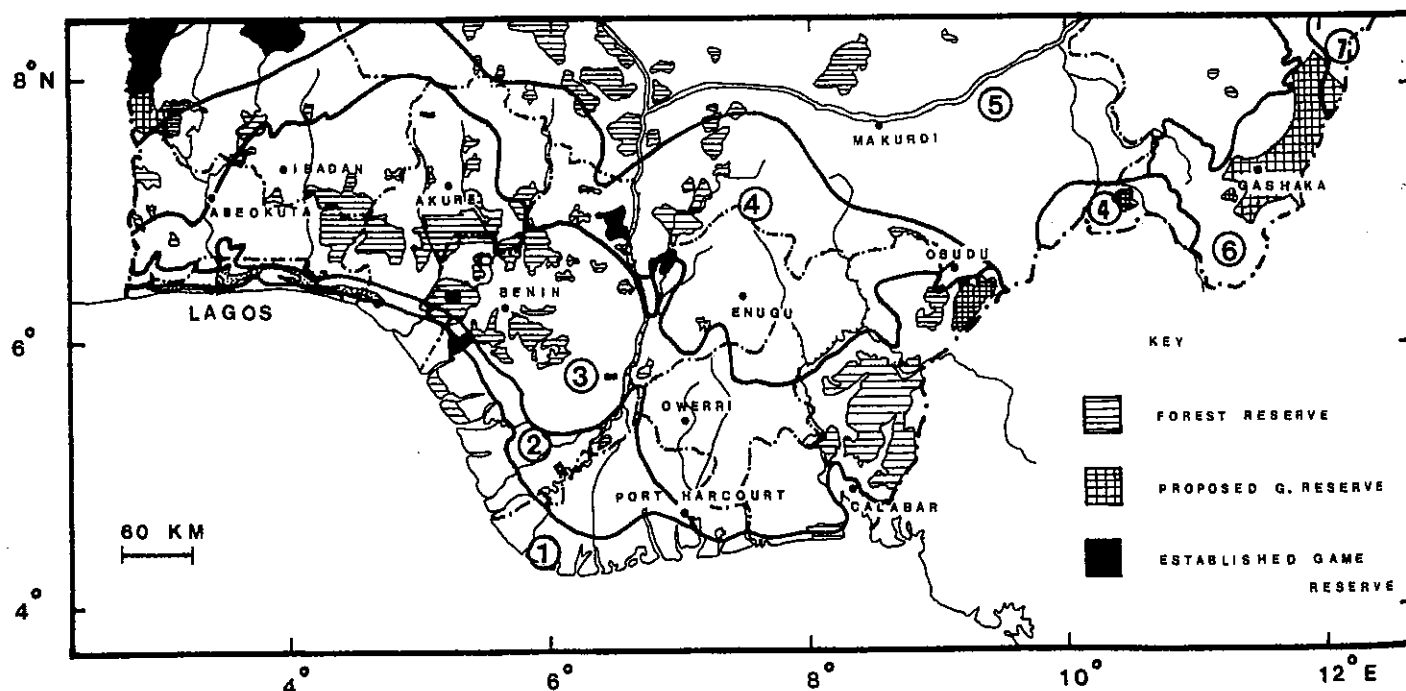 8° N
6°
4°
4°
6°
8°
10°
12° E
7
5
MAKURDI
IBADAN
AKURE
ABEOKUTA
4
4
GASHAKA
6
OBUDU
BENIN
LAGOS
ENUGU
3
OWERRI
2
PORT HARCOURT
CALABAR
1
60 KM
KEY
FOREST RESERVE
PROPOSED G. RESERVE
ESTABLISHED GAME
RESERVE